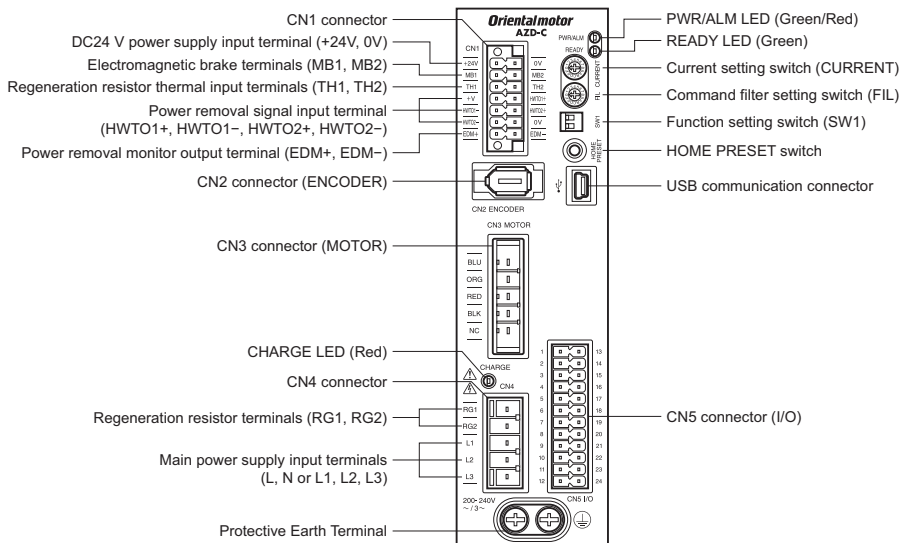 CN1 connector
DC24 V power supply input terminal (+24V, 0V)
Electromagnetic brake terminals (MB1, MB2)
Regeneration resistor thermal input terminals (TH1, TH2)
Power removal signal input terminal
(HWTO1+, HWTO1−, HWTO2+, HWTO2−)
Power removal monitor output terminal (EDM+, EDM−)
CN2 connector (ENCODER)
CN3 connector (MOTOR)
CHARGE LED (Red)
CN4 connector
Regeneration resistor terminals (RG1, RG2)
Main power supply input terminals
(L, N or L1, L2, L3)
Protective Earth Terminal
Orientalmotor
AZD-C
CN1
+24V
0V
MB1
MB2
TH1
TH2
+V
HWTO1+
HWTO1−
HWTO2+
HWTO2−
0V
EDM+
EDM−
PWR/ALM
READY
CURRENT
FIL
SW1
HOME
PRESET
CN2 ENCODER
CN3 MOTOR
BLU
ORG
RED
BLK
NC
CHARGE
CN4
RG1
RG2
L1
L2
L3
200-240V
～/3～
1 13
2 14
3 15
4 16
5 17
6 18
7 19
8 20
9 21
10 22
11 23
12 24
CN5 I/O
PWR/ALM LED (Green/Red)
READY LED (Green)
Current setting switch (CURRENT)
Command filter setting switch (FIL)
Function setting switch (SW1)
HOME PRESET switch
USB communication connector
CN5 connector (I/O)